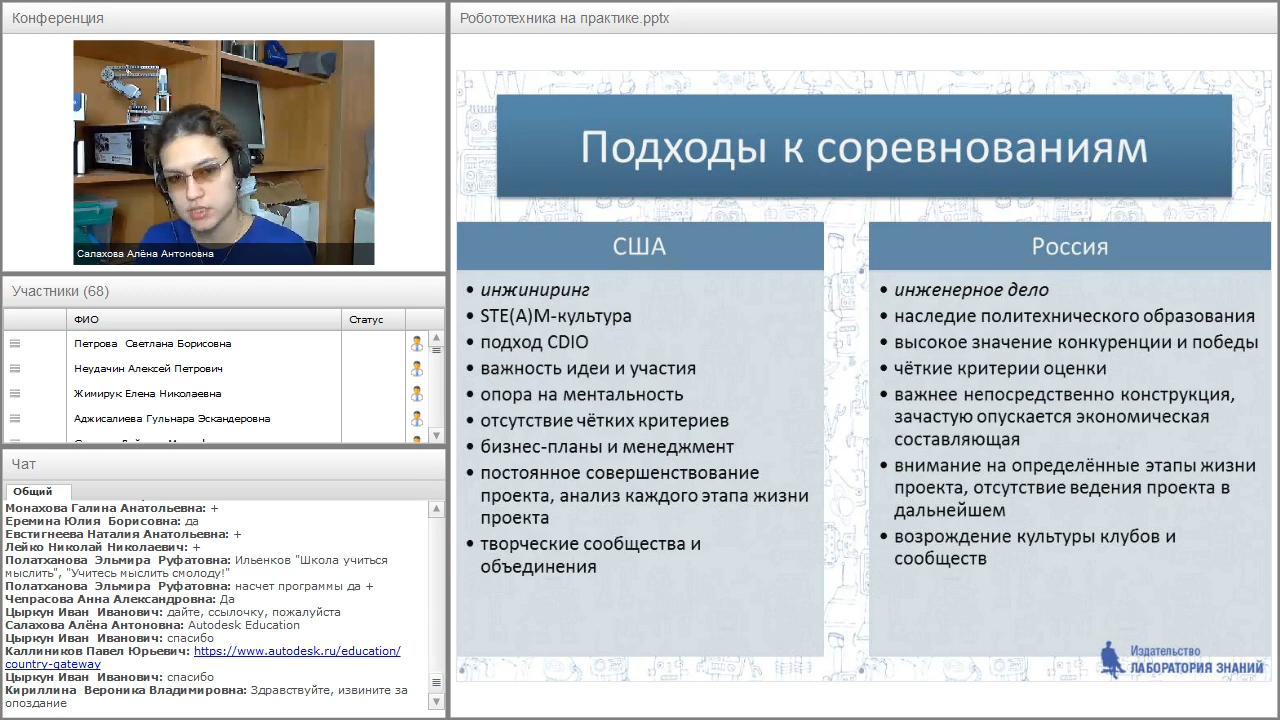 Конференция
Салахова Алёна Антоновна
Участники (68)
ФИО
Статус
Петрова Светлана Борисовна
Неудачин Алексей Петрович
Жимирук Елена Николаевна
Аджисалиева Гульнара Эскандеровна
Чат
Общий
Монахова Галина Анатольевна: +
Еремина Юлия Борисовна: да
Евстигнеева Наталия Анатольевна: +
Лейко Николай Николаевич: +
Полатханова Эльмира Руфатовна: Ильенков "Школа учиться
мыслить", "Учитесь мыслить смолоду!"
Полатханова Эльмира Руфатовна: насчет программы да +
Чепрасова Анна Александровна: Да
Цыркун Иван Иванович: дайте, ссылочку, пожалуйста
Салахова Алёна Антоновна: Autodesk Education
Цыркун Иван Иванович: спасибо
Каллиников Павел Юрьевич: https://www.autodesk.ru/education/
country-gateway
Цыркун Иван Иванович: спасибо
Кириллина Вероника Владимировна: Здравствуйте, извините за
опоздание
Робототехника на практике.pptx
Подходы к соревнованиям
США
• инжиниринг
• STE(A)M-культура
• подход CDIO
• важность идеи и участия
• опора на ментальность
• отсутствие чётких критериев
• бизнес-планы и менеджмент
• постоянное совершенствование
проекта, анализ каждого этапа жизни
проекта
• творческие сообщества и
объединения
Россия
• инженерное дело
• наследие политехнического образования
• высокое значение конкуренции и победы
• чёткие критерии оценки
• важнее непосредственно конструкция,
зачастую опускается экономическая
составляющая
• внимание на определённые этапы жизни
проекта, отсутствие ведения проекта в
дальнейшем
• возрождение культуры клубов и
сообществ
Издательство
ЛАБОРАТОРИЯ ЗНАНИЙ